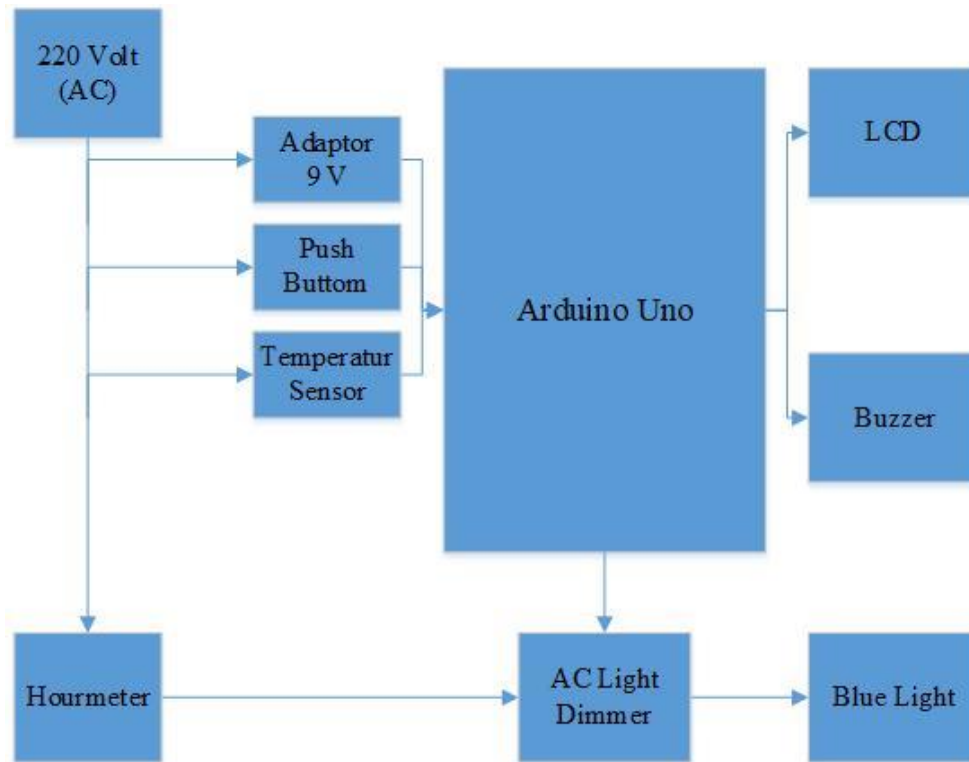 220 Volt
(AC)
Adaptor
9 V
Push
Buttom
Temperatur
Sensor
Arduino Uno
LCD
Buzzer
Hourmeter
AC Light
Dimmer
Blue Light